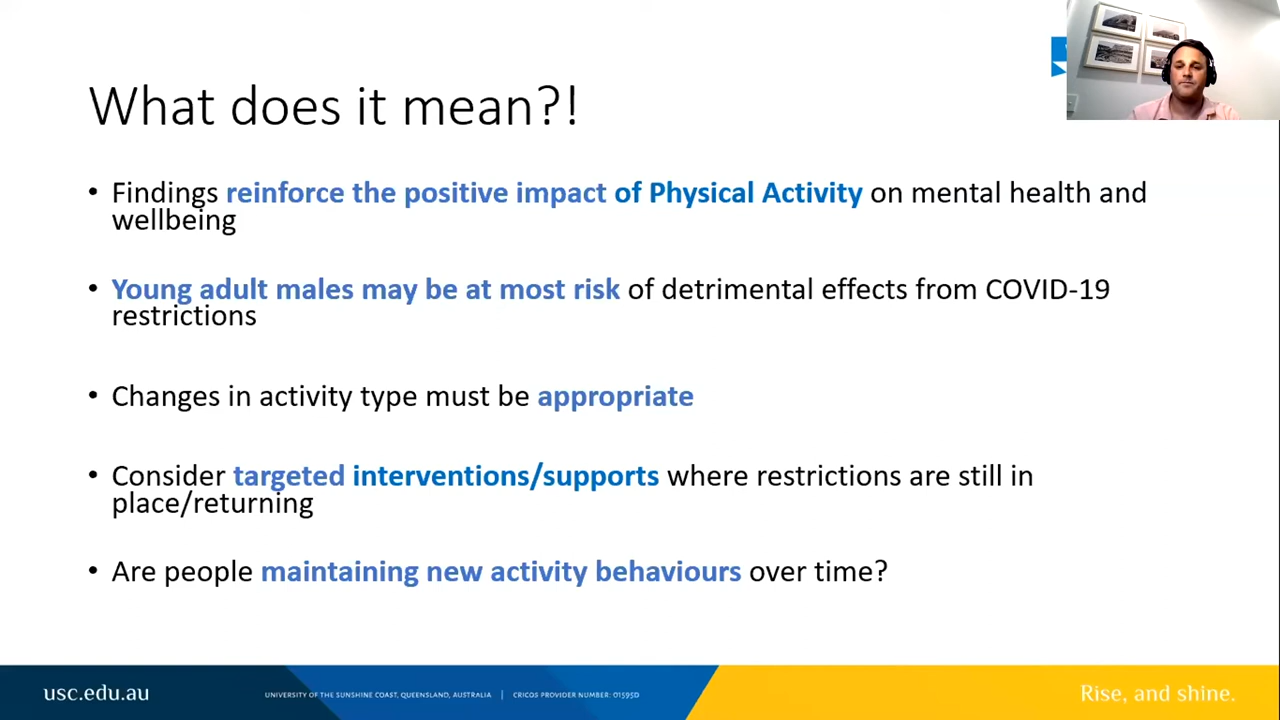 What does it mean?!
• Findings reinforce the positive impact of Physical Activity on mental health and
wellbeing
• Young adult males may be at most risk of detrimental effects from COVID-19
restrictions
• Changes in activity type must be appropriate
• Consider targeted interventions/supports where restrictions are still in
place/returning
• Are people maintaining new activity behaviours over time?
usc.edu.au
UNIVERSITY OF THE SUNSHINE COAST, QUEENSLAND, AUSTRALIA | CRICOS PROVIDER NUMBER: 01595D
Rise, and shine.